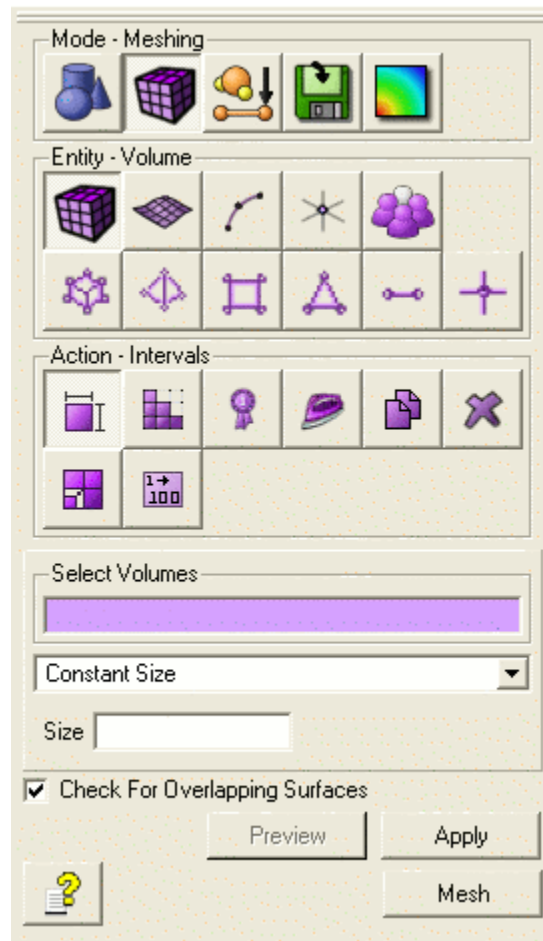 Mode - Meshing
Entity - Volume
Action - Intervals
1
1→
100
Select Volumes
Constant Size
Size
Check For Overlapping Surfaces
Preview Apply
?
Mesh